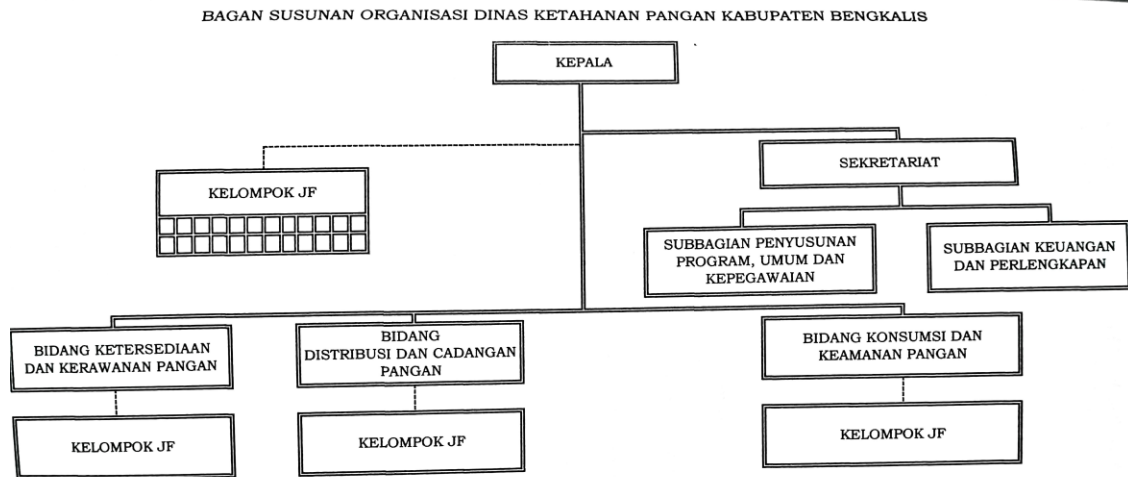 BAGAN SUSUNAN ORGANISASI DINAS KETAHANAN PANGAN KABUPATEN BENGKALIS
KEPALA
SEKRETARIAT
KELOMPOK JF
SUBBAGIAN PENYUSUNAN
PROGRAM, UMUM DAN
KEPEGAWAIAN
SUBBAGIAN KEUANGAN
DAN PERLENGKAPAN
BIDANG KETERSEDIAAN
DAN KERAWANAN PANGAN
BIDANG
DISTRIBUSI DAN CADANGAN
PANGAN
BIDANG KONSUMSI DAN
KEAMANAN PANGAN
KELOMPOK JF
KELOMPOK JF
KELOMPOK JF